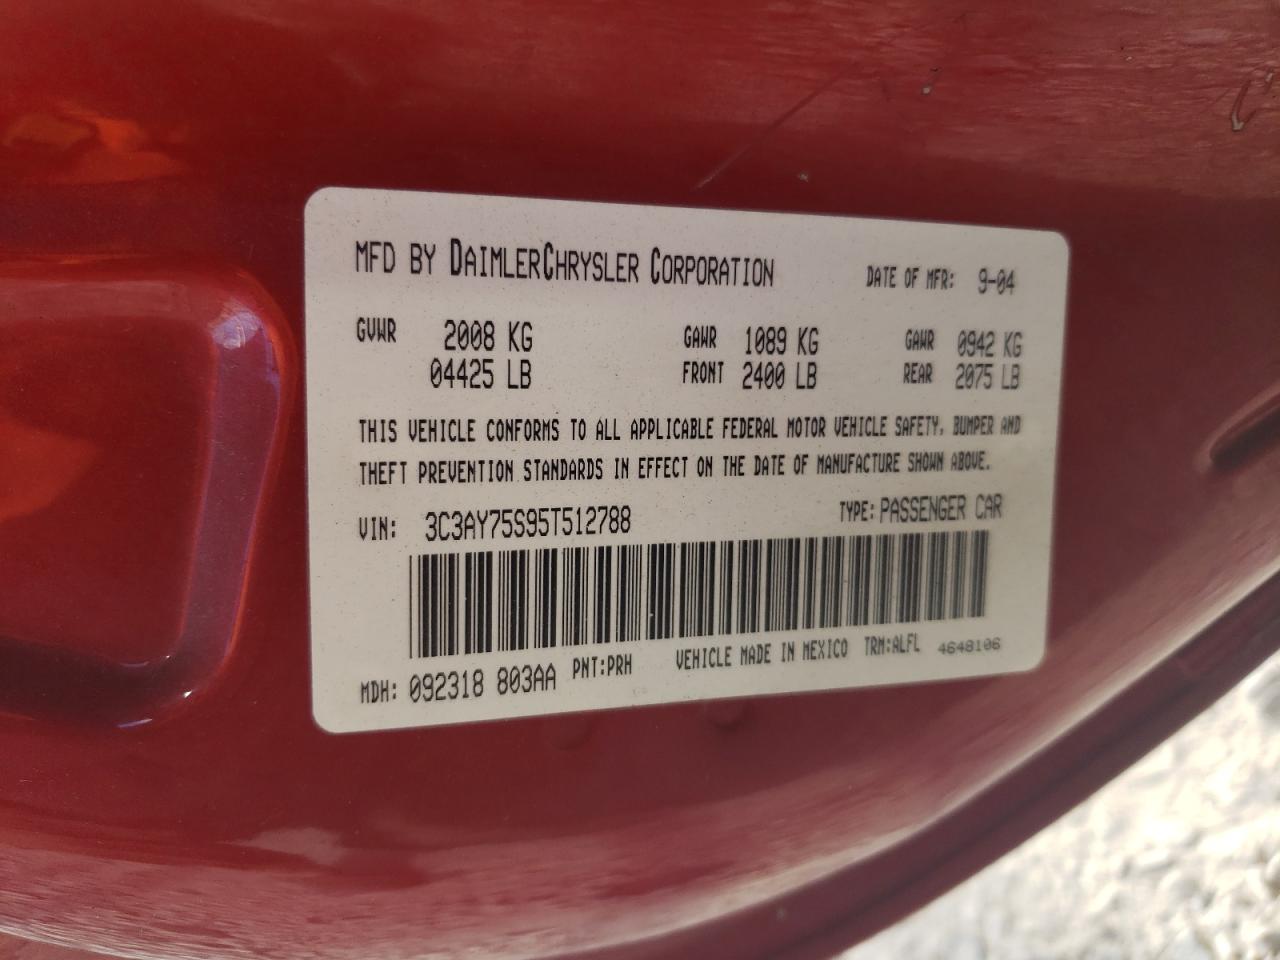 MFD BY DAIMLERCHRYSLER CORPORATION DATE OF MFR: 9-04
GVWR 2008 KG GAWR 1089 KG GAWR 0942 KG
04425 LB FRONT 2400 LB REAR 2075 LB
THIS VEHICLE CONFORMS TO ALL APPLICABLE FEDERAL MOTOR VEHICLE SAFETY, BUMPER AND
THEFT PREVENTION STANDARDS IN EFFECT ON THE DATE OF MANUFACTURE SHOWN ABOVE.
VIN: 3C3AY75S95T512788 TYPE: PASSENGER CAR
MDH: 092318 803AA PNT:PRH VEHICLE MADE IN MEXICO TRM:ALFL 4648106